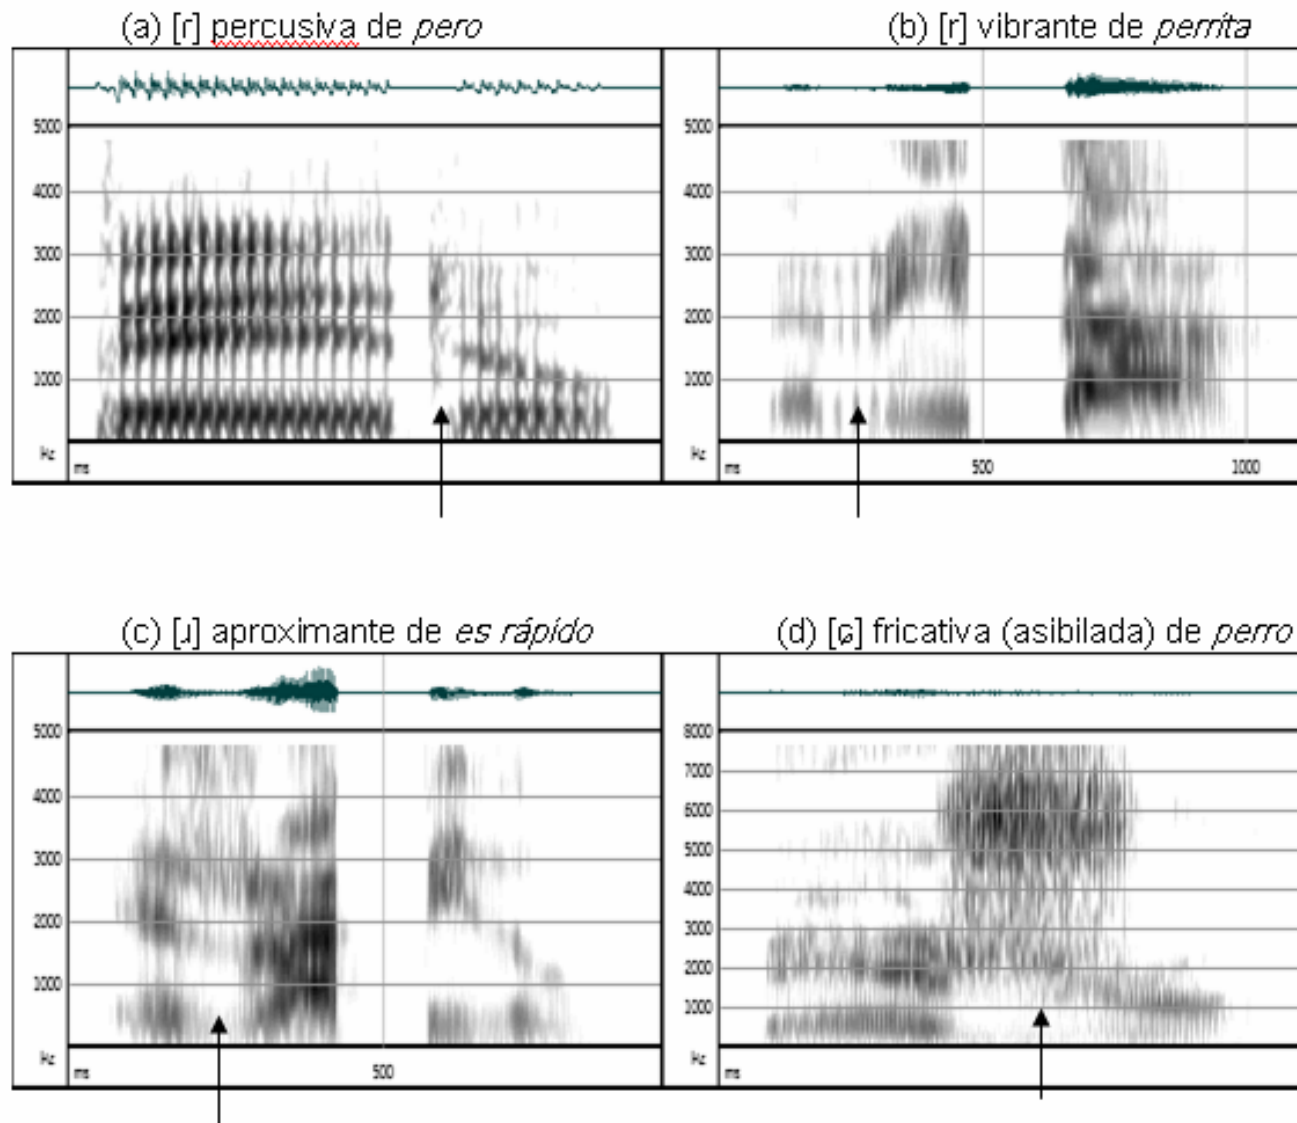 (a) [ɾ] percusiva de pero
(b) [r] vibrante de perrita
5000
4000
3000
2000
1000
Hz
ms
5000
4000
3000
2000
1000
Hz
ms
500
1000
(c) [ɹ] aproximante de es rápido
(d) [ɕ] fricativa (asibilada) de perro
5000
4000
3000
2000
1000
Hz
ms
500
8000
7000
6000
5000
4000
3000
2000
1000
Hz
ms